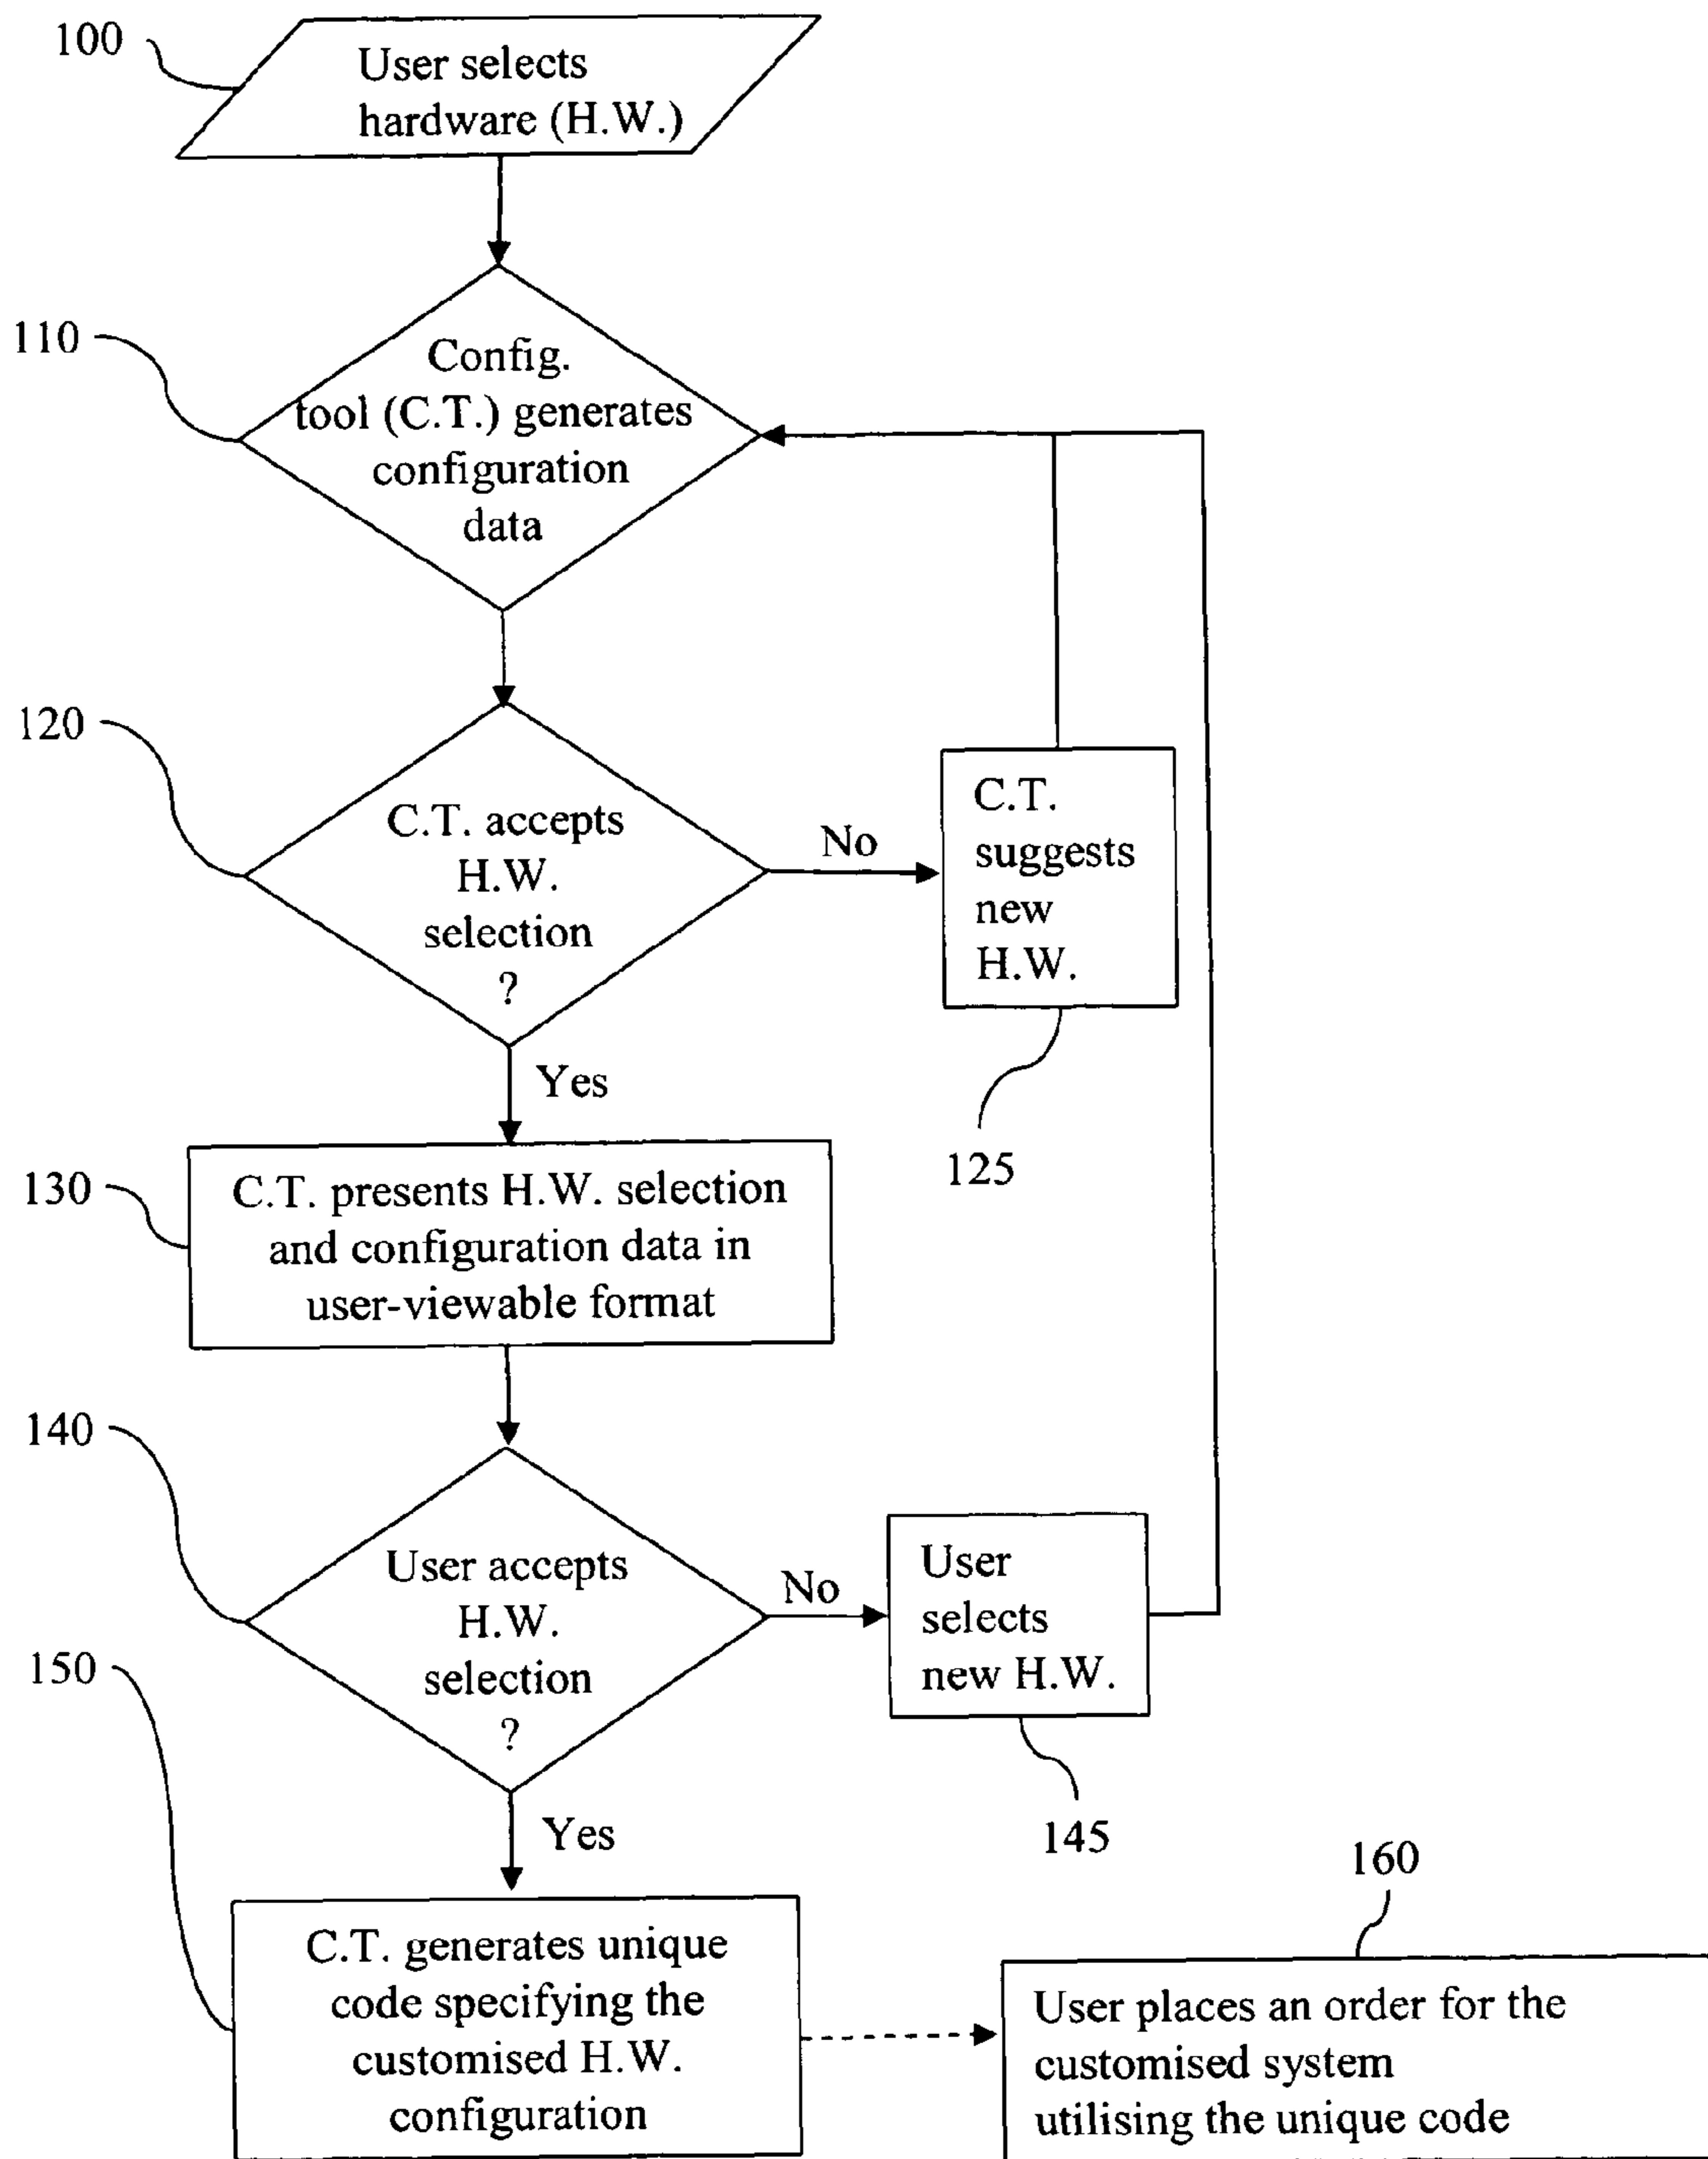 100
User selects
hardware (H.W.)
110
Config.
tool (C.T.) generates
configuration
data
120
C.T. accepts
H.W.
selection
?
No
C.T.
suggests
new
H.W.
125
Yes
130
C.T. presents H.W. selection
and configuration data in
user-viewable format
140
User accepts
H.W.
selection
?
No
User
selects
new H.W.
145
Yes
150
C.T. generates unique
code specifying the
customised H.W.
configuration
160
User places an order for the
customised system
utilising the unique code